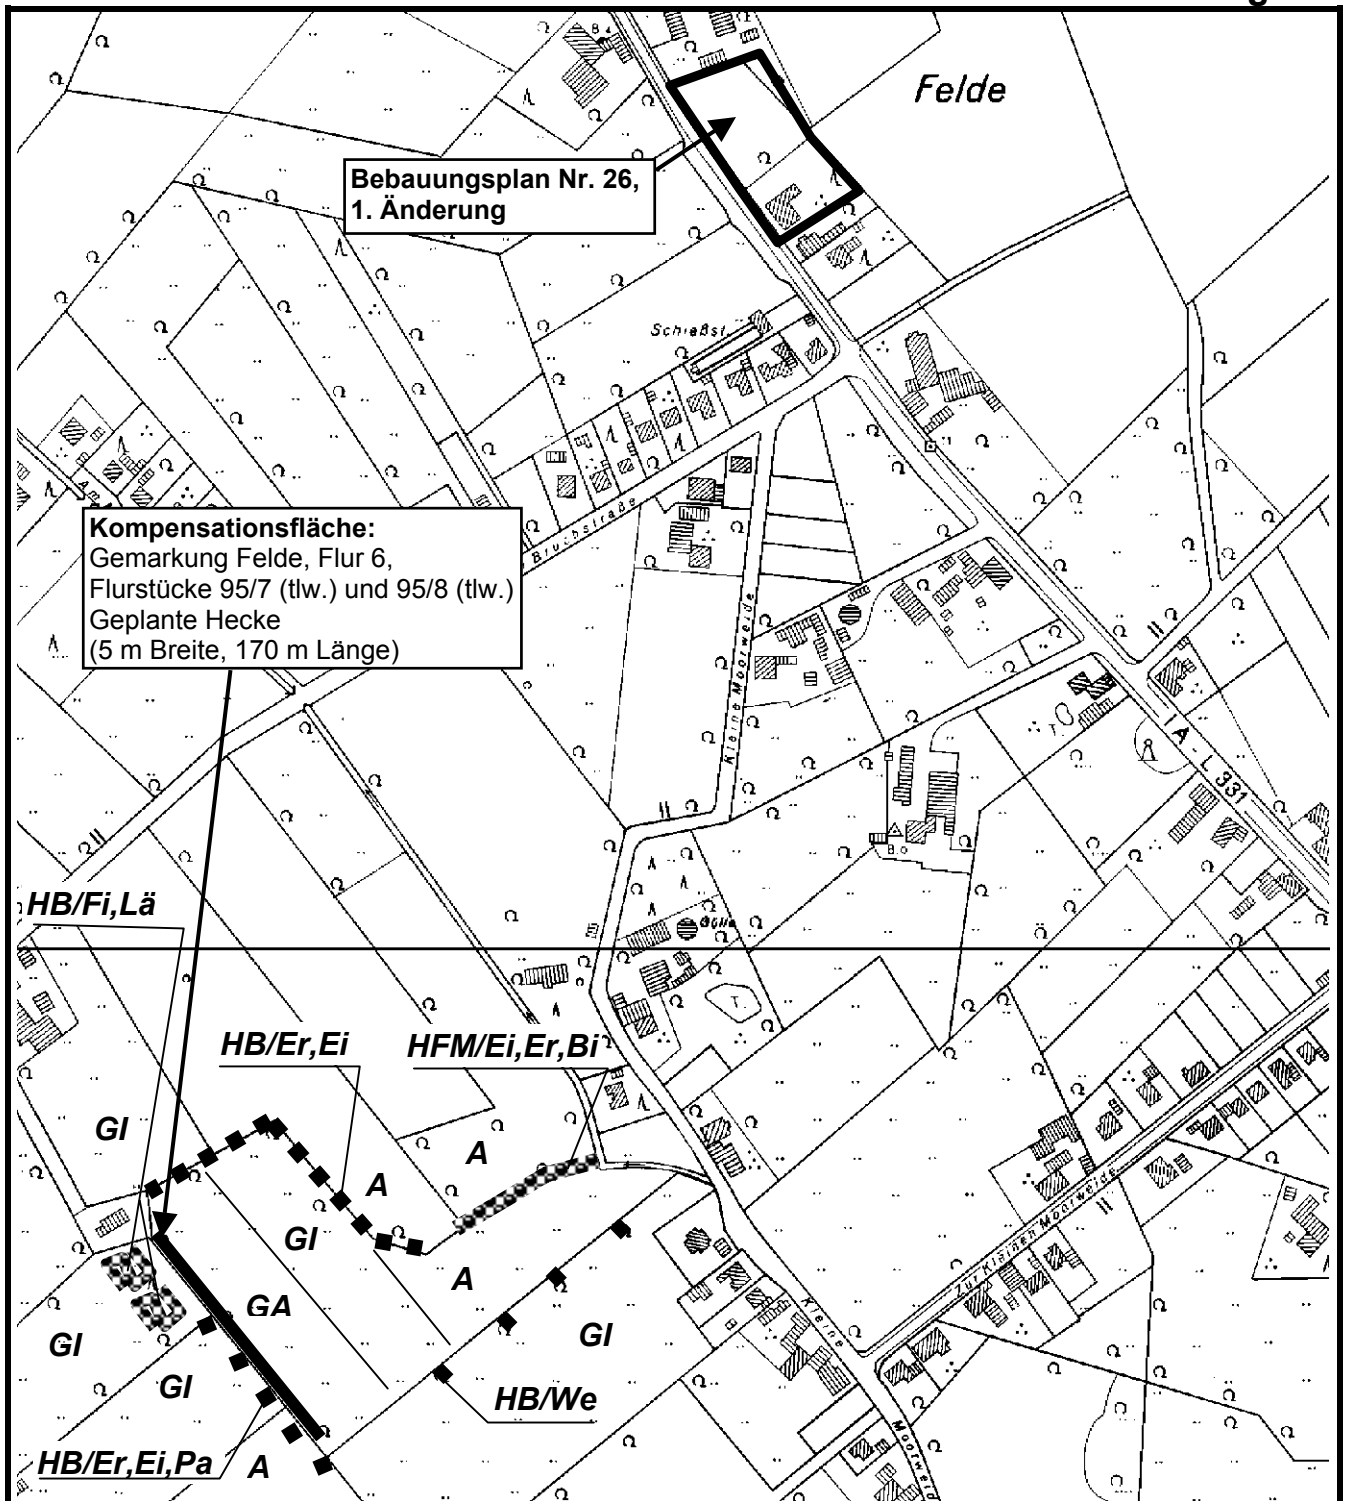 Felde
Bebauungsplan Nr. 26,
1. Änderung
Schießst.
Bruchstraße
Kompensationsfläche:
Gemarkung Felde, Flur 6,
Flurstücke 95/7 (tlw.) und 95/8 (tlw.)
Geplante Hecke
(5 m Breite, 170 m Länge)
Kleine Moorweide
T.
I A - L 331
HB/Fi,Lä
Gülle
T.
HB/Er,Ei
HFM/Ei,Er,Bi
GI
A
A
GI
A
GA
GI
GI
GI
HB/We
HB/Er,Ei,Pa
A
Zur Kleinen Moorweide
Kleine
Moorweid